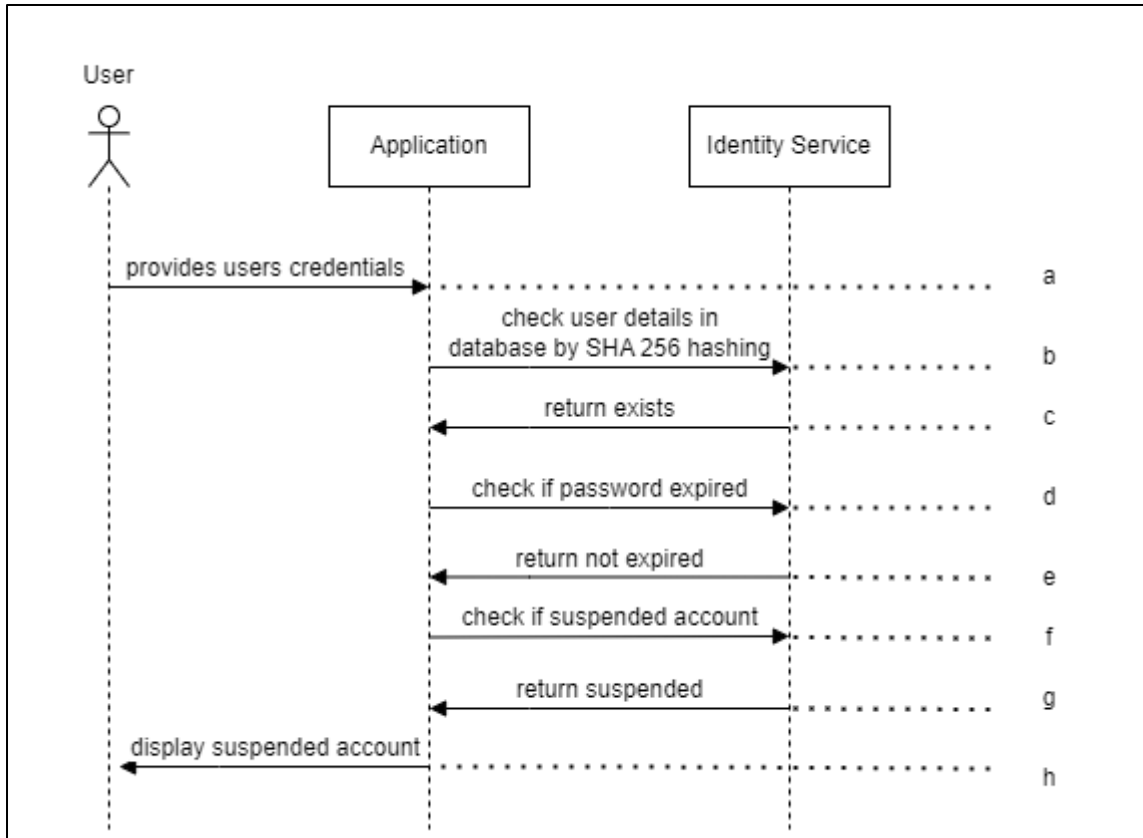 User
Application
Identity Service
provides users credentials
a
check user details in
database by SHA 256 hashing
b
return exists
c
check if password expired
d
return not expired
e
check if suspended account
f
return suspended
g
display suspended account
h